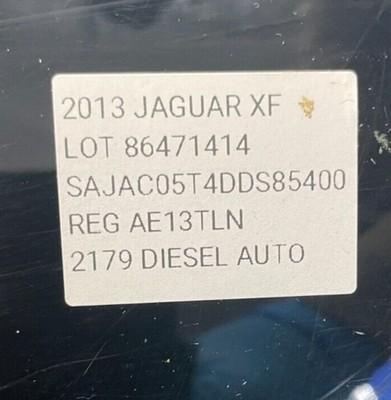 2013 JAGUAR XF
LOT 86471414
SAJAC05T4DDS85400
REG AE13TLN
2179 DIESEL AUTO